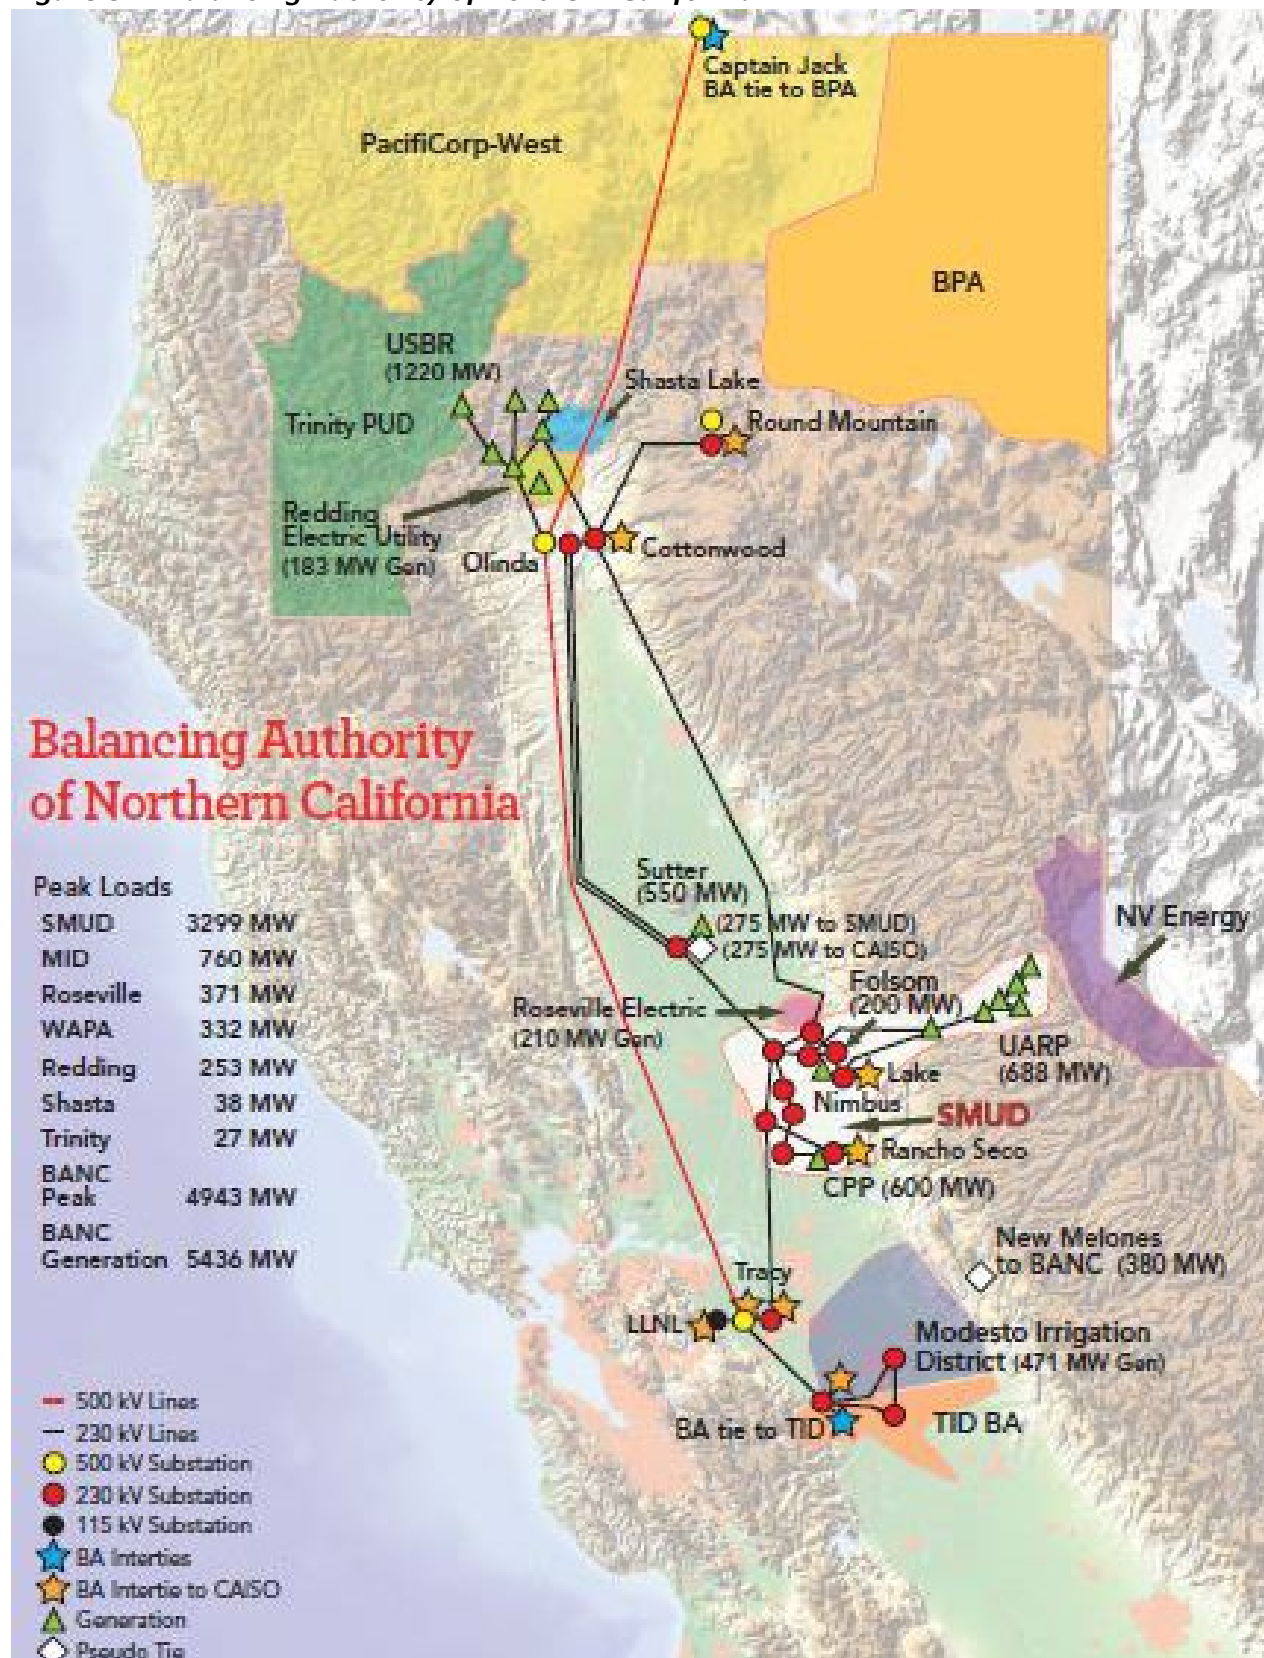 Captain Jack
BA tie to BPA
PacifiCorp-West
BPA
USBR
(1220 MW)
Shasta Lake
Trinity PUD
Round Mountain
Redding
Electric Utility
(183 MW Gen)
Olinda
Cottonwood
Balancing Authority
of Northern California
Peak Loads
SMUD 3299 MW
MID 760 MW
Roseville 371 MW
WAPA 332 MW
Redding 253 MW
Shasta 38 MW
Trinity 27 MW
BANC
Peak 4943 MW
BANC
Generation 5436 MW
Sutter
(550 MW)
(275 MW to SMUD)
(275 MW to CAISO)
NV Energy
Folsom
(200 MW)
Roseville Electric
(210 MW Gen)
UARP
(688 MW)
Lake
Nimbus
SMUD
Rancho Seco
CPP (600 MW)
New Melones
to BANC (380 MW)
Tracy
LLNL
Modesto Irrigation
District (471 MW Gen)
BA tie to TID
TID BA
500 kV Lines
230 kV Lines
500 kV Substation
230 kV Substation
115 kV Substation
BA Interties
BA Intertie to CAISO
Generation
Pseudo Tie